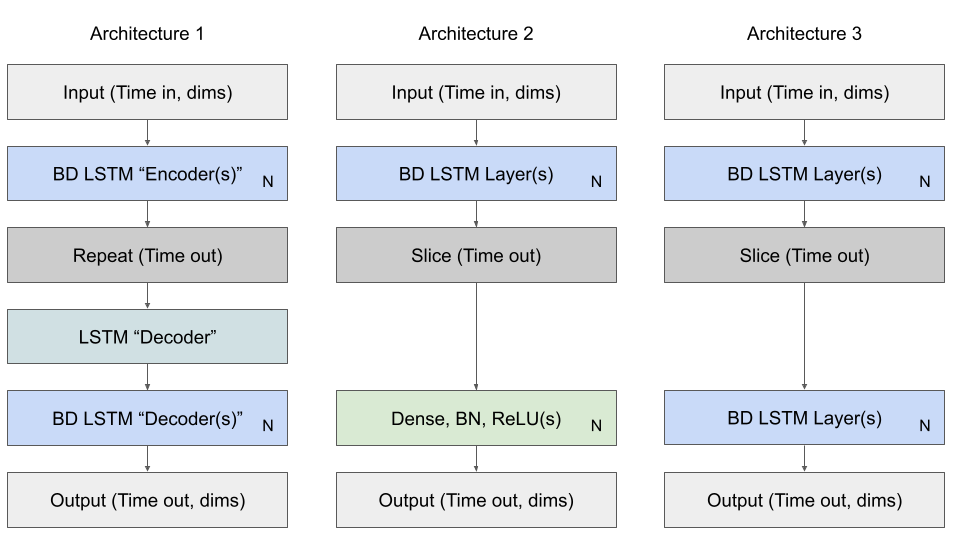 Architecture 1
Input (Time in, dims)
BD LSTM “Encoder(s)”
N
Repeat (Time out)
LSTM “Decoder”
BD LSTM “Decoder(s)”
N
Output (Time out, dims)
Architecture 2
Input (Time in, dims)
BD LSTM Layer(s)
N
Slice (Time out)
Dense, BN, ReLU(s)
N
Output (Time out, dims)
Architecture 3
Input (Time in, dims)
BD LSTM Layer(s)
N
Slice (Time out)
BD LSTM Layer(s)
N
Output (Time out, dims)